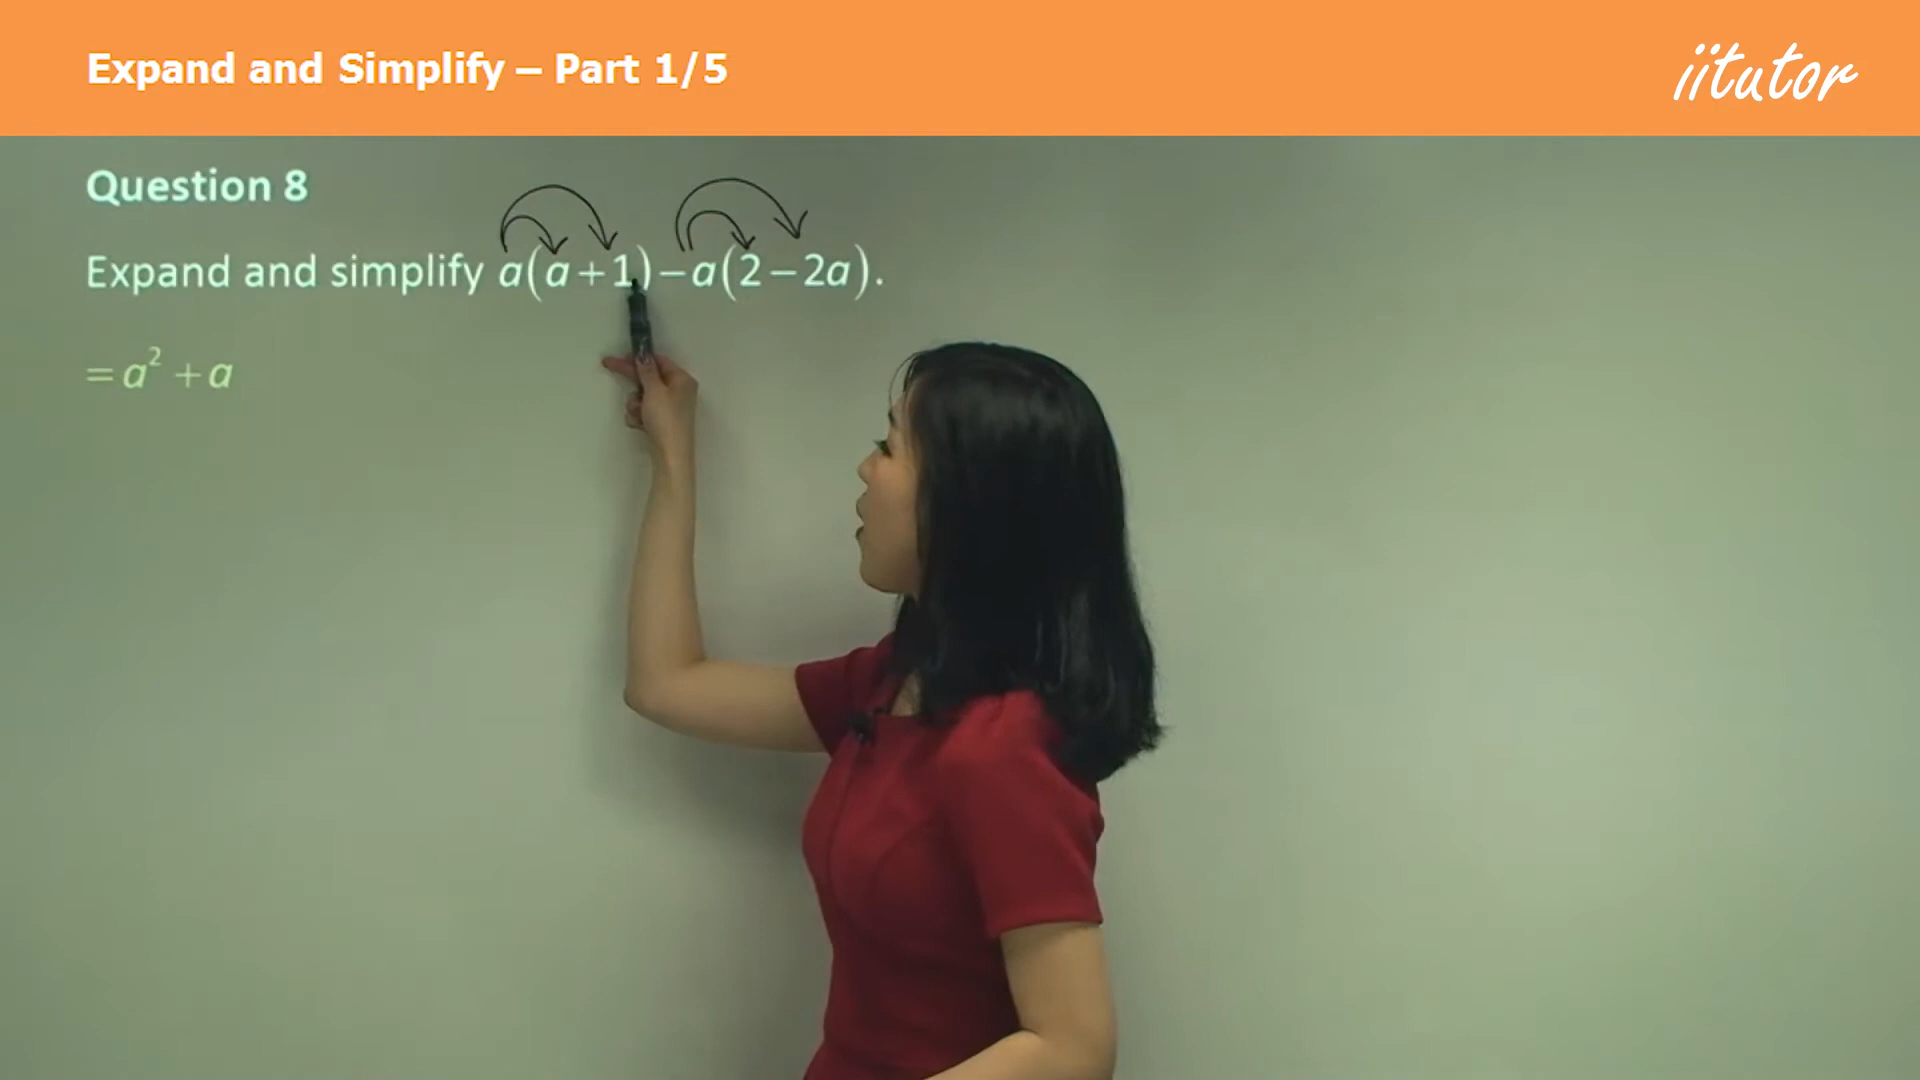 Expand and Simplify – Part 1/5
iitutor
Question 8
Expand and simplify a(a+1)−a(2−2a).
=a²+a